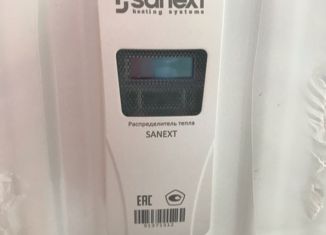 sanext
heating systems
Распределитель тепла
SANEXT
EAC